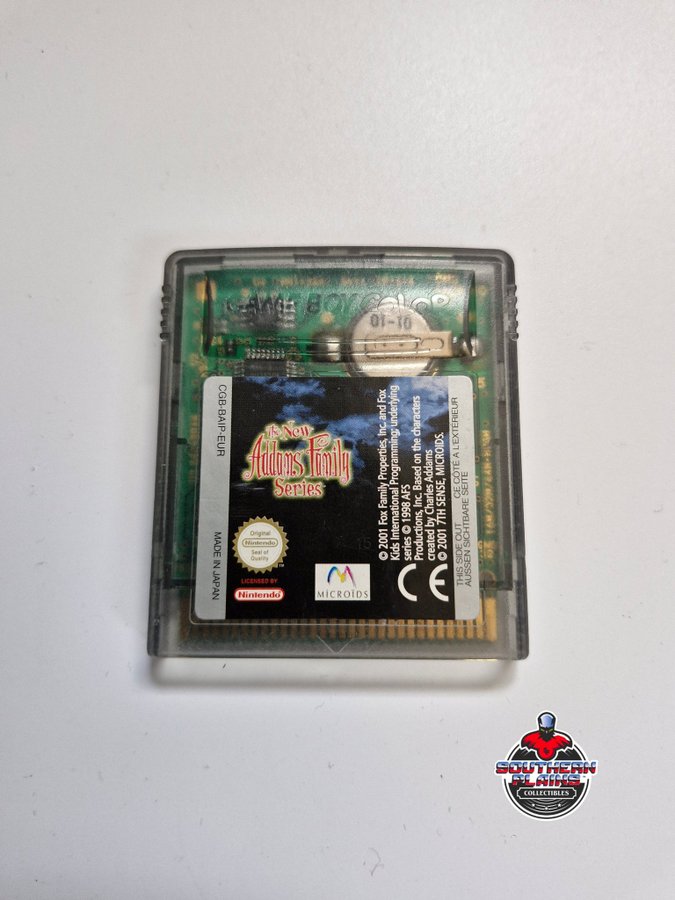 GAME BOY COLOR
01-10
CGB-BAIP-EUR
MADE IN JAPAN
The New
Addams Family
Series
Original
Nintendo
Seal of
Quality
LICENSED BY
Nintendo
MICROÏDS
15
© 2001 Fox Family Properties, Inc. and Fox
Kids International Programming; underlying
series © 1998 AFS
Productions, Inc. Based on the characters
created by Charles Addams
© 2001 7TH SENSE, MICROIDS.
CE
THIS SIDE OUT CE CÔTÉ A L'EXTÉRIEUR
AUSSEN SICHTBARE SEITE
SOUTHERN
PLAINS
COLLECTIBLES